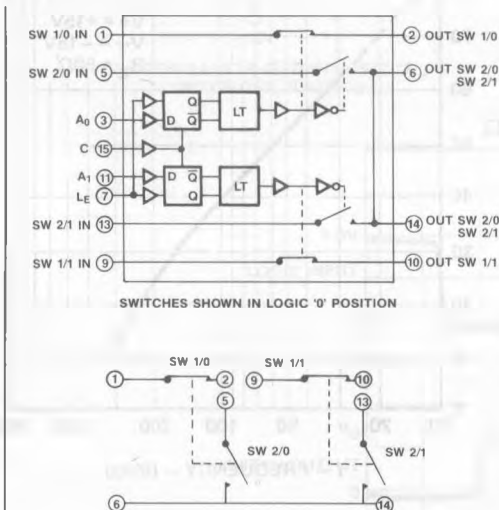 SW 1/0 IN ① ② OUT SW 1/0
SW 2/0 IN ⑤ ⑥ OUT SW 2/0
SW 2/1
Q
A₀ ③ D Q̅ LT
C ⑮
A₁ ⑪ D Q̅ LT
Lᴇ ⑦ Q
SW 2/1 IN ⑬ ⑭ OUT SW 2/0
SW 2/1
SW 1/1 IN ⑨ ⑩ OUT SW 1/1
SWITCHES SHOWN IN LOGIC '0' POSITION
SW 1/0 SW 1/1
① ② ⑨ ⑩
⑤ ⑬
SW 2/0 SW 2/1
⑥ ⑭